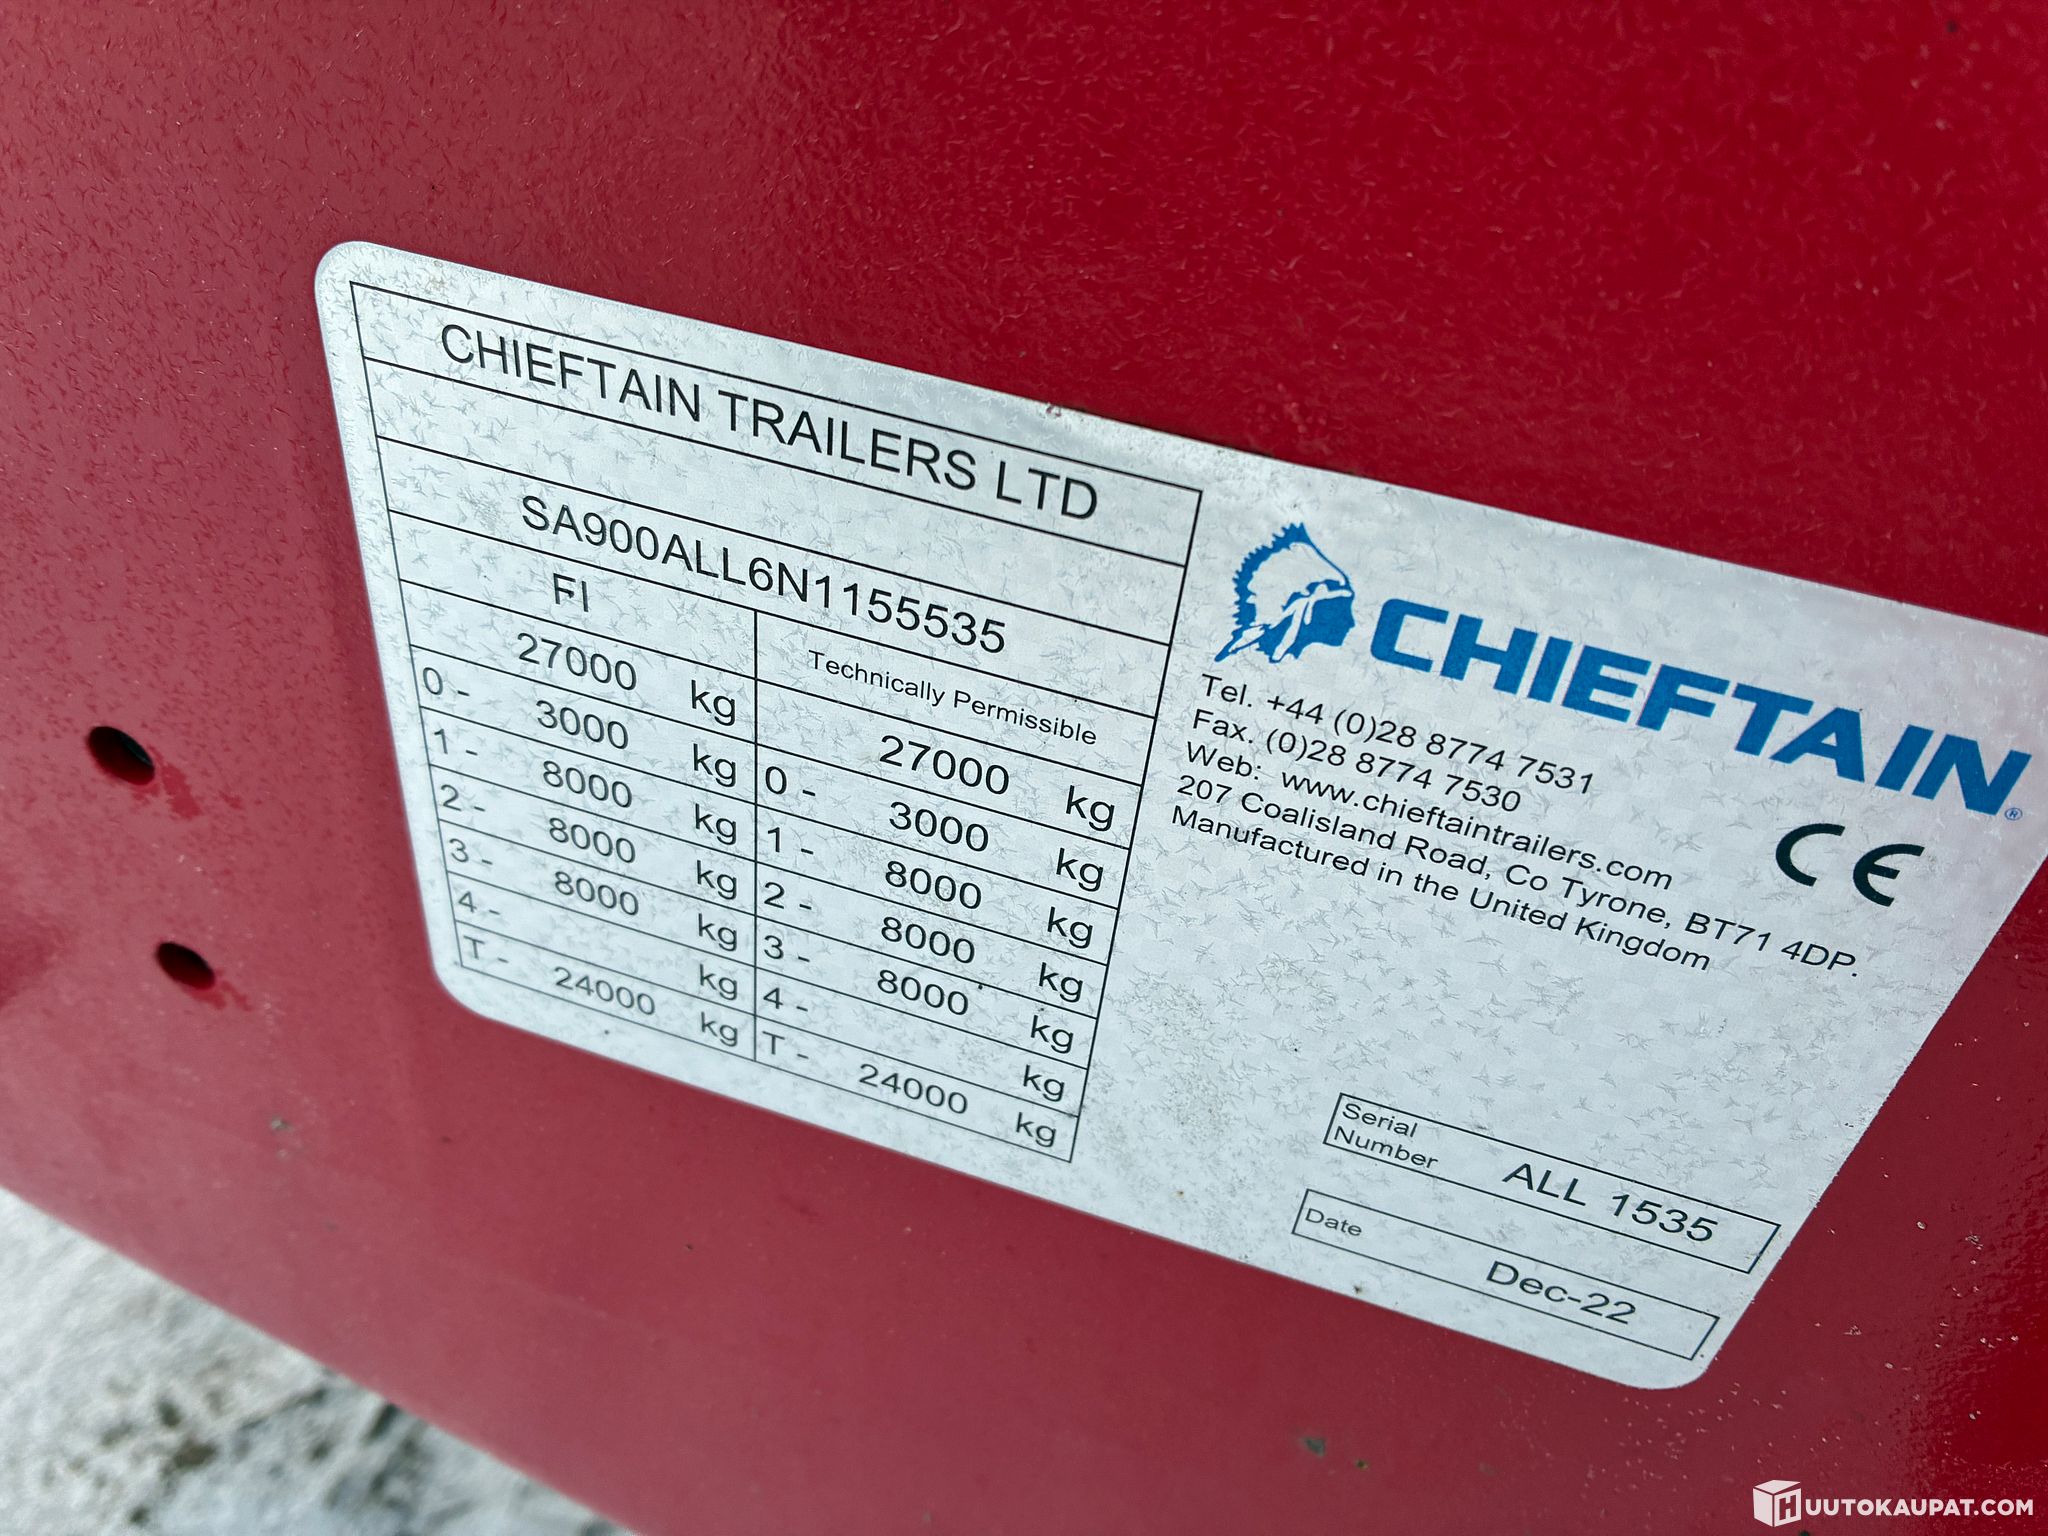 CHIEFTAIN TRAILERS LTD
SA900ALL6N1155535
FI Technically Permissible
27000 kg 27000 kg
0 - 3000 kg 0 - 3000 kg
1 - 8000 kg 1 - 8000 kg
2 - 8000 kg 2 - 8000 kg
3 - 8000 kg 3 - 8000 kg
4 - kg 4 - kg
T - 24000 kg T - 24000 kg
CHIEFTAIN®
Tel. +44 (0)28 8774 7531
Fax. (0)28 8774 7530
Web: www.chieftaintrailers.com
207 Coalisland Road, Co Tyrone, BT71 4DP.
Manufactured in the United Kingdom
CE
Serial Number ALL 1535
Date Dec-22
HUUTOKAUPAT.COM